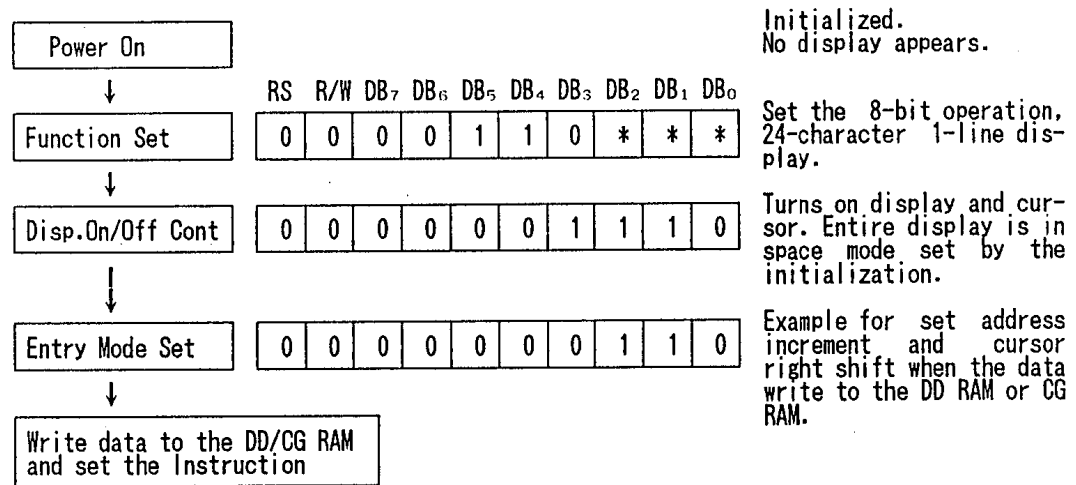 Power On
Initialized.
No display appears.
RS R/W DB₇ DB₆ DB₅ DB₄ DB₃ DB₂ DB₁ DB₀
Function Set
0 0 0 0 1 1 0 * * *
Set the 8-bit operation,
24-character 1-line dis-
play.
Disp.On/Off Cont
0 0 0 0 0 0 1 1 1 0
Turns on display and cur-
sor. Entire display is in
space mode set by the
initialization.
Entry Mode Set
0 0 0 0 0 0 0 1 1 0
Example for set address
increment and cursor
right shift when the data
write to the DD RAM or CG
RAM.
Write data to the DD/CG RAM
and set the Instruction